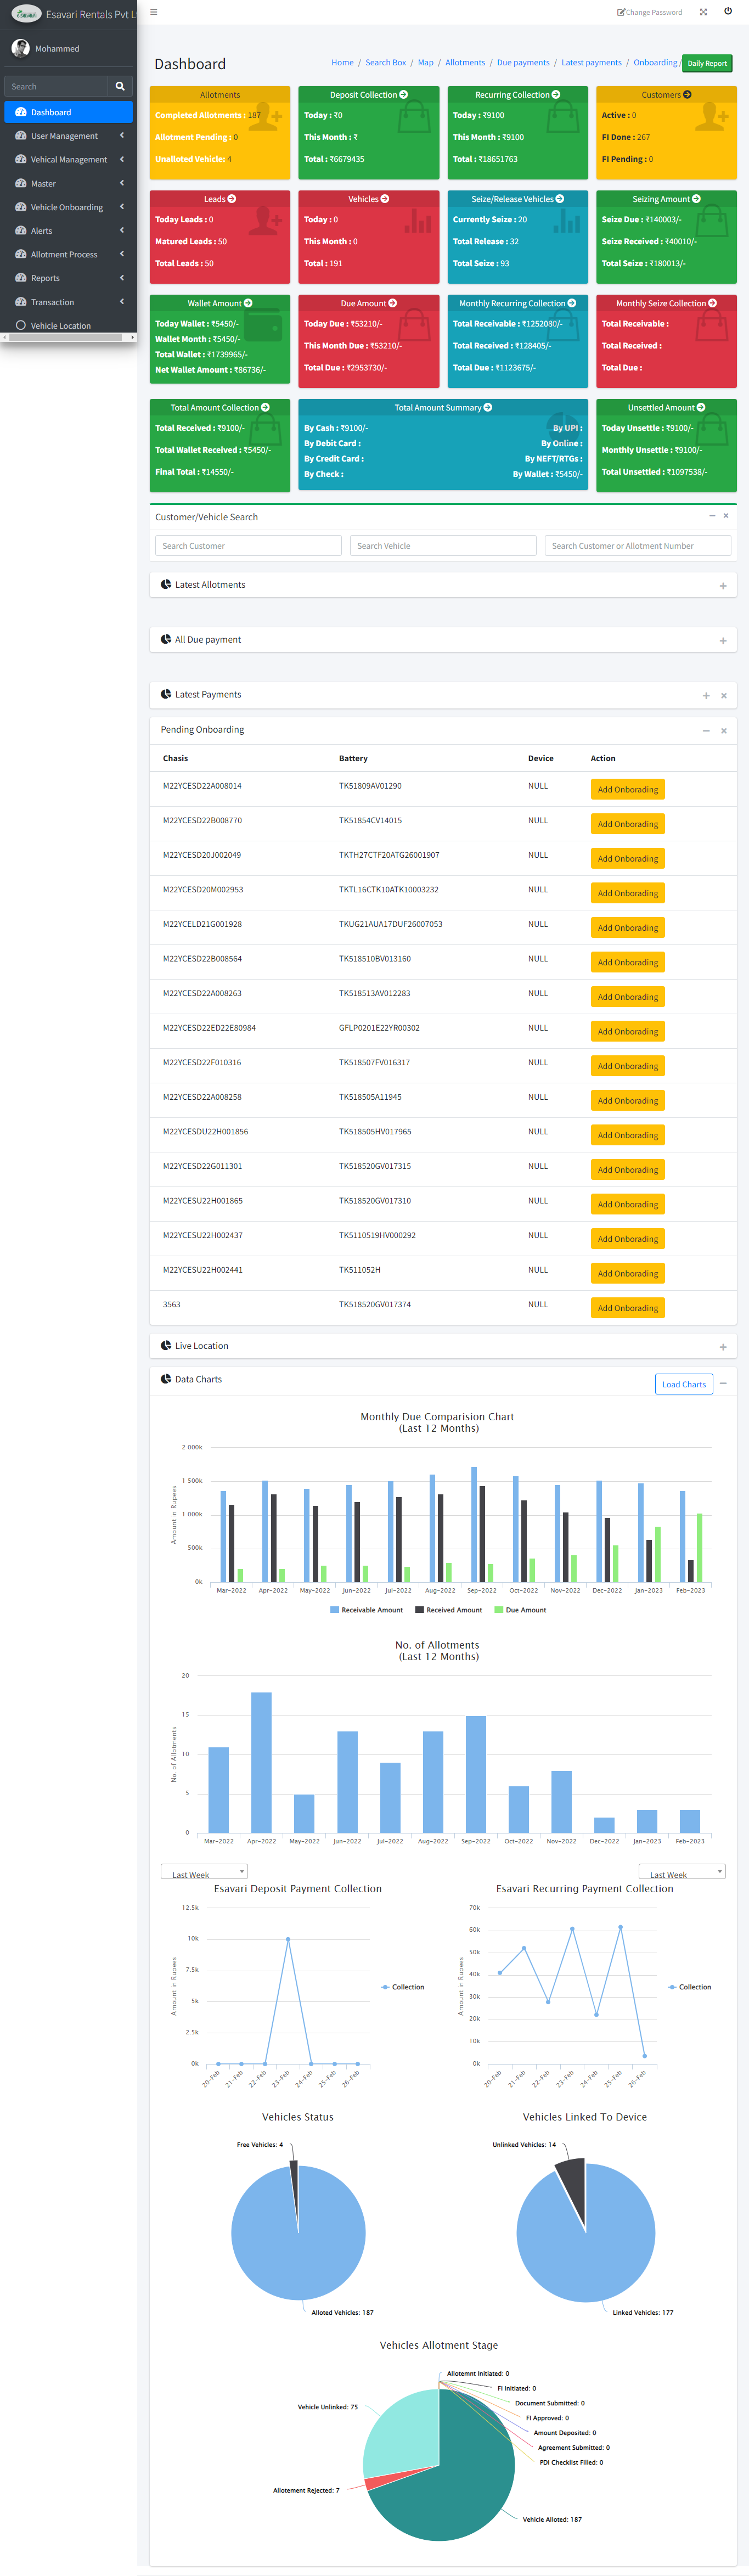 Esavari Rentals Pvt Lt
Change Password
Mohammed
Search
Dashboard
User Management
Vehical Management
Master
Vehicle Onboarding
Alerts
Allotment Process
Reports
Transaction
Vehicle Location
Dashboard
Home / Search Box / Map / Allotments / Due payments / Latest payments / Onboarding / Daily Report
Allotments
Completed Allotments : 187
Allotment Pending : 0
Unalloted Vehicle: 4
Deposit Collection
Today : ₹0
This Month : ₹
Total : ₹6679435
Recurring Collection
Today : ₹9100
This Month : ₹9100
Total : ₹18651763
Customers
Active : 0
FI Done : 267
FI Pending : 0
Leads
Today Leads : 0
Matured Leads : 50
Total Leads : 50
Vehicles
Today : 0
This Month : 0
Total : 191
Seize/Release Vehicles
Currently Seize : 20
Total Release : 32
Total Seize : 93
Seizing Amount
Seize Due : ₹140003/-
Seize Received : ₹40010/-
Total Seize : ₹180013/-
Wallet Amount
Today Wallet : ₹5450/-
Wallet Month : ₹5450/-
Total Wallet : ₹1739965/-
Net Wallet Amount : ₹86736/-
Due Amount
Today Due : ₹53210/-
This Month Due : ₹53210/-
Total Due : ₹2953730/-
Monthly Recurring Collection
Total Receivable : ₹1252080/-
Total Received : ₹128405/-
Total Due : ₹1123675/-
Monthly Seize Collection
Total Receivable :
Total Received :
Total Due :
Total Amount Collection
Total Received : ₹9100/-
Total Wallet Received : ₹5450/-
Final Total : ₹14550/-
Total Amount Summary
By Cash : ₹9100/- By UPI :
By Debit Card : By Online :
By Credit Card : By NEFT/RTGs :
By Check : By Wallet : ₹5450/-
Unsettled Amount
Today Unsettle : ₹9100/-
Monthly Unsettle : ₹9100/-
Total Unsettled : ₹1097538/-
Customer/Vehicle Search
Search Customer Search Vehicle Search Customer or Allotment Number
Latest Allotments
All Due payment
Latest Payments
Pending Onboarding
Chasis Battery Device Action
M22YCESD22A008014 TK51809AV01290 NULL Add Onborading
M22YCESD22B008770 TK51854CV14015 NULL Add Onborading
M22YCESD20J002049 TKTH27CTF20ATG26001907 NULL Add Onborading
M22YCESD20M002953 TKTL16CTK10ATK10003232 NULL Add Onborading
M22YCELD21G001928 TKUG21AUA17DUF26007053 NULL Add Onborading
M22YCESD22B008564 TK518510BV013160 NULL Add Onborading
M22YCESD22A008263 TK518513AV012283 NULL Add Onborading
M22YCESD22ED22E80984 GFLP0201E22YR00302 NULL Add Onborading
M22YCESD22F010316 TK518507FV016317 NULL Add Onborading
M22YCESD22A008258 TK518505A11945 NULL Add Onborading
M22YCESDU22H001856 TK518505HV017965 NULL Add Onborading
M22YCESD22G011301 TK518520GV017315 NULL Add Onborading
M22YCESU22H001865 TK518520GV017310 NULL Add Onborading
M22YCESU22H002437 TK5110519HV000292 NULL Add Onborading
M22YCESU22H002441 TK511052H NULL Add Onborading
3563 TK518520GV017374 NULL Add Onborading
Live Location
Data Charts
Load Charts
Monthly Due Comparision Chart
(Last 12 Months)
Amount in Rupees
2 000k
1 500k
1 000k
500k
0k
Mar-2022 Apr-2022 May-2022 Jun-2022 Jul-2022 Aug-2022 Sep-2022 Oct-2022 Nov-2022 Dec-2022 Jan-2023 Feb-2023
Receivable Amount Received Amount Due Amount
No. of Allotments
(Last 12 Months)
No. of Allotments
20
15
10
5
0
Mar-2022 Apr-2022 May-2022 Jun-2022 Jul-2022 Aug-2022 Sep-2022 Oct-2022 Nov-2022 Dec-2022 Jan-2023 Feb-2023
Last Week
Last Week
Esavari Deposit Payment Collection
Amount in Rupees
12.5k
10k
7.5k
5k
2.5k
0k
20-Feb 21-Feb 22-Feb 23-Feb 24-Feb 25-Feb 26-Feb
Collection
Esavari Recurring Payment Collection
Amount in Rupees
70k
60k
50k
40k
30k
20k
10k
0k
20-Feb 21-Feb 22-Feb 23-Feb 24-Feb 25-Feb 26-Feb
Collection
Vehicles Status
Free Vehicles: 4
Alloted Vehicles: 187
Vehicles Linked To Device
Unlinked Vehicles: 14
Linked Vehicles: 177
Vehicles Allotment Stage
Allotemnt Initiated: 0
FI Initiated: 0
Document Submitted: 0
FI Approved: 0
Amount Deposited: 0
Agreement Submitted: 0
PDI Checklist Filled: 0
Vehicle Unlinked: 75
Allotement Rejected: 7
Vehicle Alloted: 187